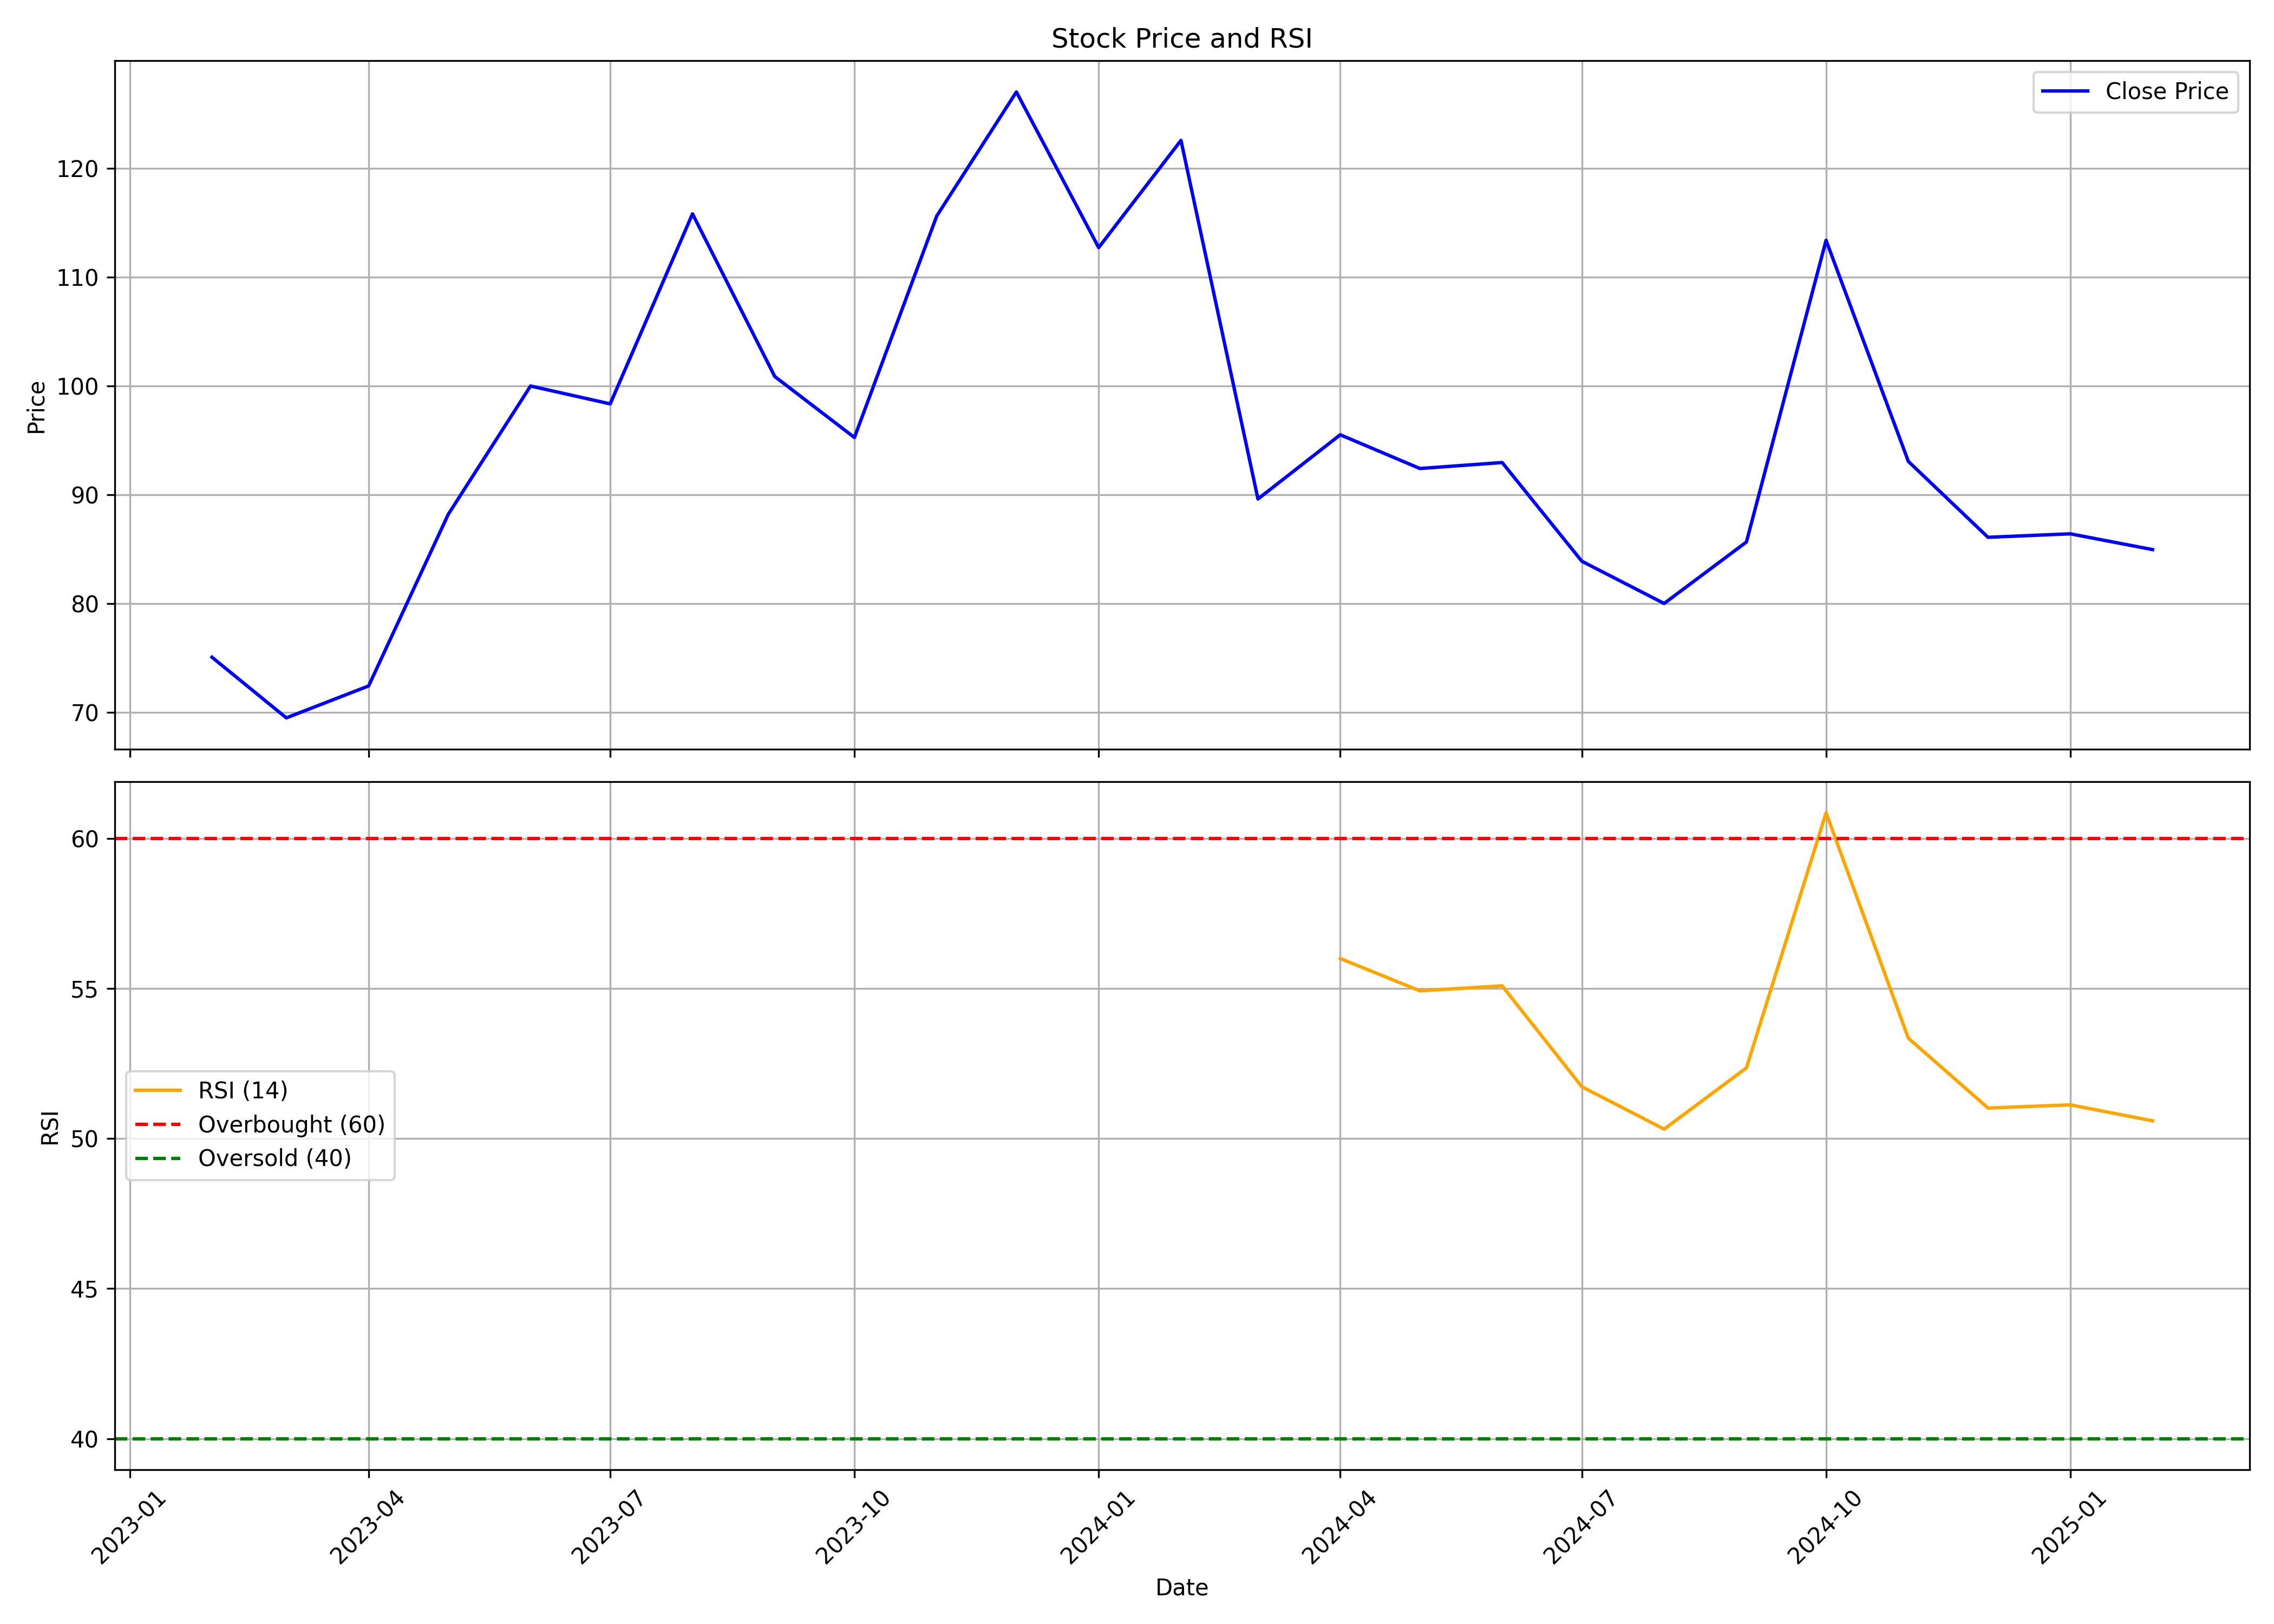 Stock Price and RSI
Close Price
Price
120
110
100
90
80
70
RSI
60
55
50
45
40
RSI (14)
Overbought (60)
Oversold (40)
2023-01
2023-04
2023-07
2023-10
2024-01
2024-04
2024-07
2024-10
2025-01
Date